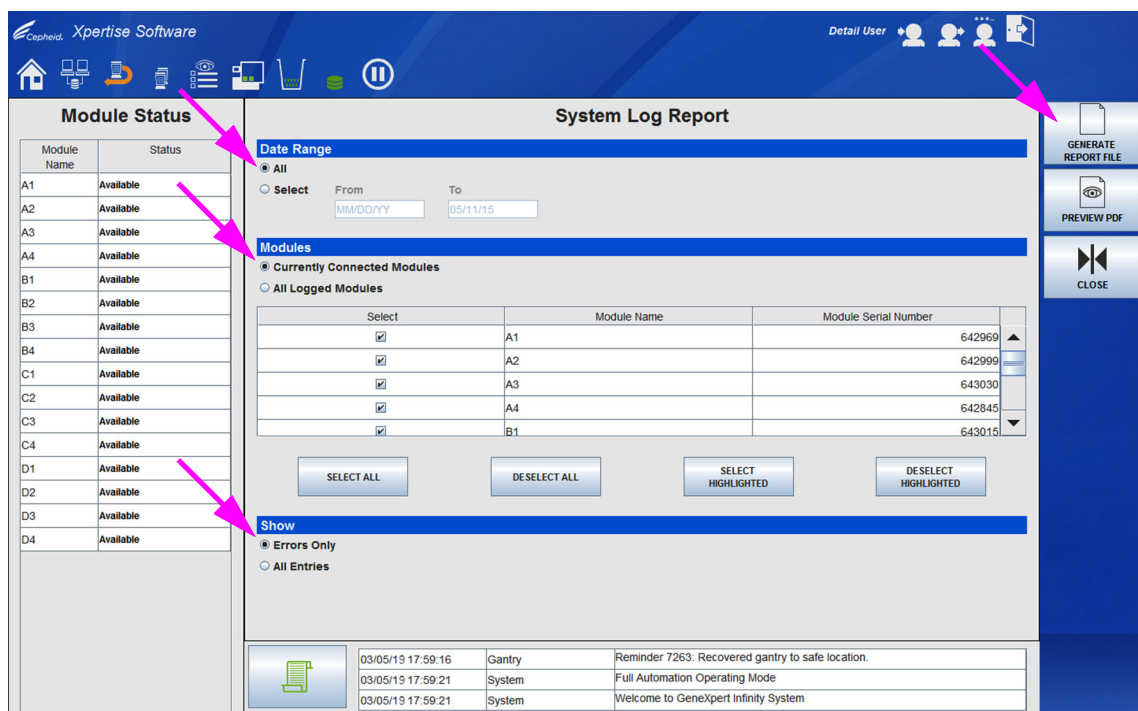 Cepheid. Xpertise Software
Detail User
Module Status
Module Name Status
A1 Available
A2 Available
A3 Available
A4 Available
B1 Available
B2 Available
B3 Available
B4 Available
C1 Available
C2 Available
C3 Available
C4 Available
D1 Available
D2 Available
D3 Available
D4 Available
System Log Report
Date Range
All
Select From To
MM/DD/YY 05/11/15
Modules
Currently Connected Modules
All Logged Modules
Select Module Name Module Serial Number
A1 642969
A2 642999
A3 643030
A4 642845
B1 643015
SELECT ALL DESELECT ALL SELECT HIGHLIGHTED DESELECT HIGHLIGHTED
Show
Errors Only
All Entries
03/05/19 17:59:16 Gantry Reminder 7263: Recovered gantry to safe location.
03/05/19 17:59:21 System Full Automation Operating Mode
03/05/19 17:59:21 System Welcome to GeneXpert Infinity System
GENERATE
REPORT FILE
PREVIEW PDF
CLOSE